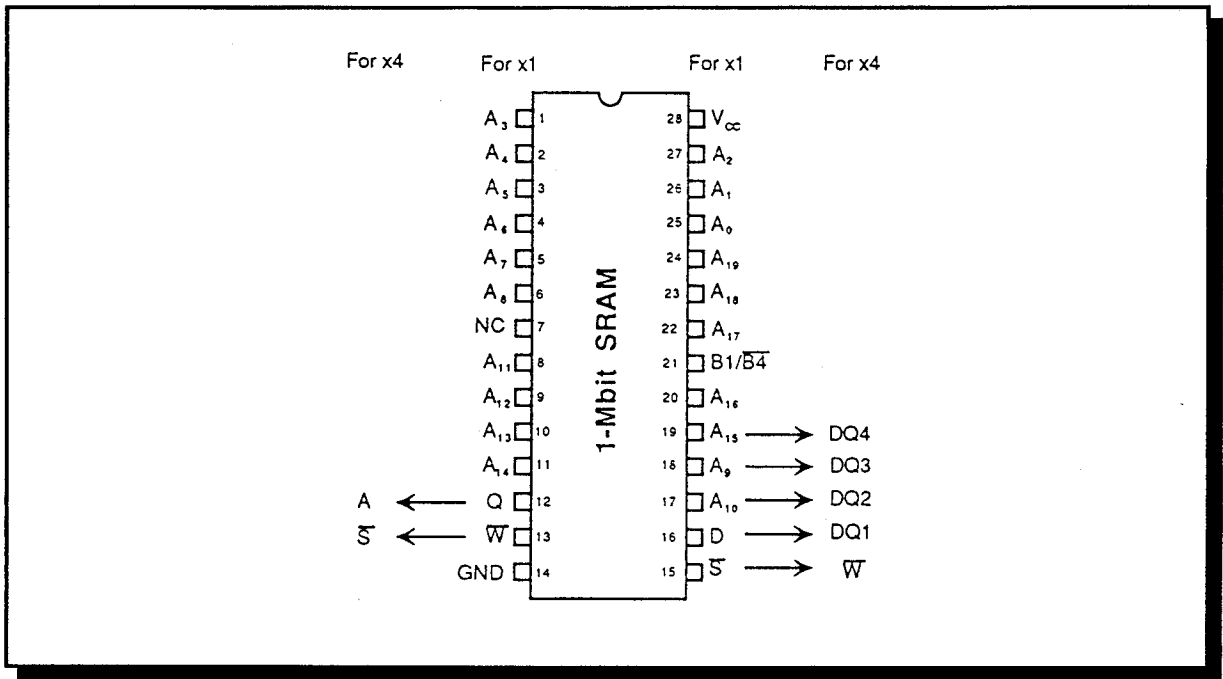 For x4 For x1 For x1 For x4
A3 1 28 Vcc
A4 2 27 A2
A5 3 26 A1
A6 4 25 A0
A7 5 24 A19
A8 6 23 A18
NC 7 22 A17
A11 8 21 B1/B̅4̅
A12 9 20 A16
A13 10 19 A15 → DQ4
A14 11 18 A9 → DQ3
A ← Q 12 17 A10 → DQ2
S̅ ← W̅ 13 16 D → DQ1
GND 14 15 S̅ → W̅
1-Mbit SRAM